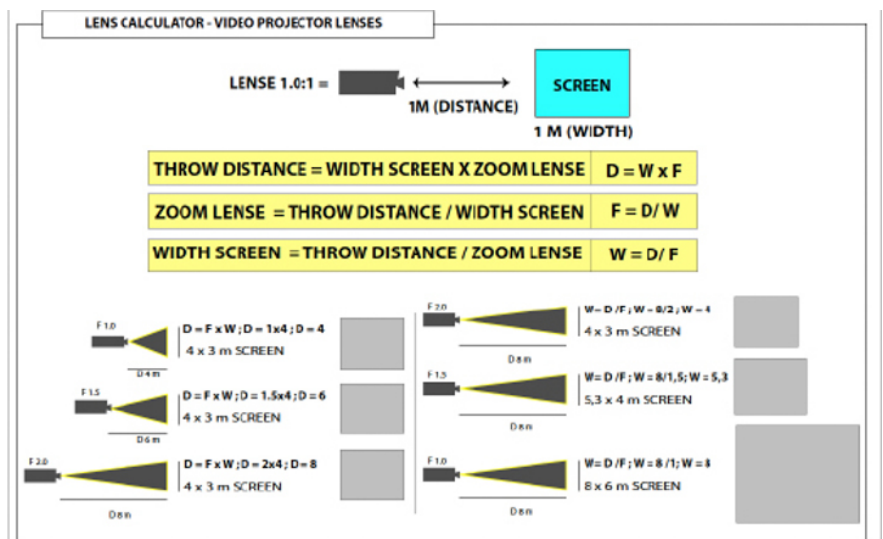 LENS CALCULATOR - VIDEO PROJECTOR LENSES
LENSE 1.0:1 =
1M (DISTANCE)
SCREEN
1 M (WIDTH)
THROW DISTANCE = WIDTH SCREEN X ZOOM LENSE D = W x F
ZOOM LENSE = THROW DISTANCE / WIDTH SCREEN F = D/ W
WIDTH SCREEN = THROW DISTANCE / ZOOM LENSE W = D/ F
F 1.0
D = F x W ; D = 1x4 ; D = 4
4 x 3 m SCREEN
D 4 m
F 1.5
D = F x W ; D = 1.5x4 ; D = 6
4 x 3 m SCREEN
D 6 m
F 2.0
D = F x W ; D = 2x4 ; D = 8
4 x 3 m SCREEN
D 8 m
F 2.0
W = D /F ; W = 8/2 ; W = 4
4 x 3 m SCREEN
D 8 m
F 1.5
W = D /F ; W = 8/1,5 ; W = 5,3
5,3 x 4 m SCREEN
D 8 m
F 1.0
W = D /F ; W = 8 /1 ; W = 8
8 x 6 m SCREEN
D 8 m